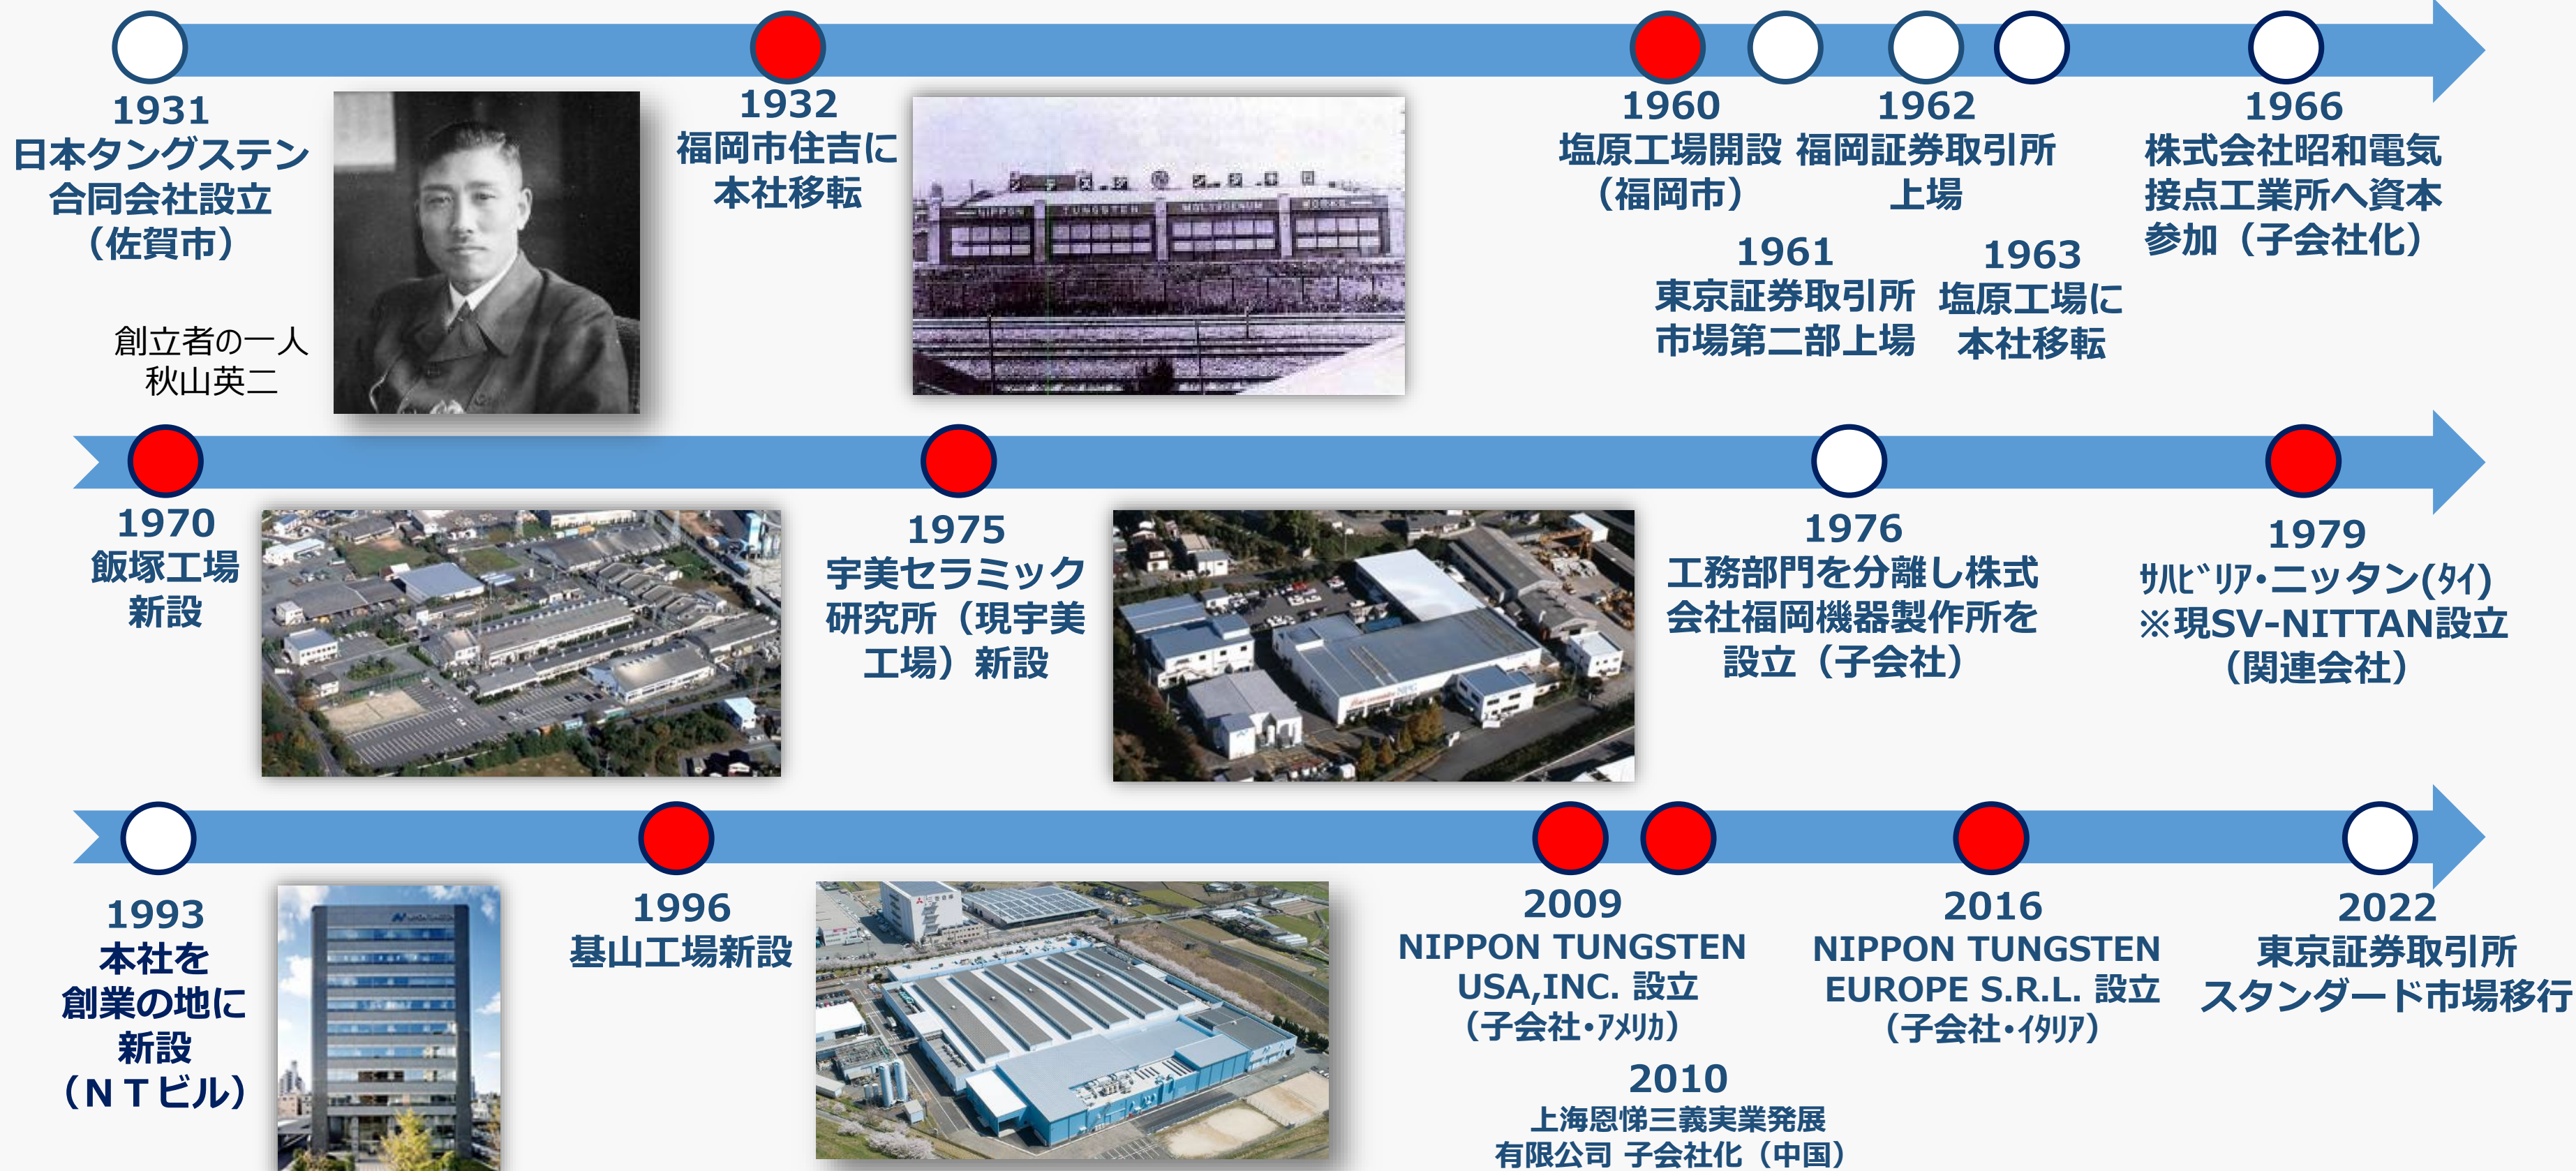 1931
日本タングステン
合同会社設立
（佐賀市）
創立者の一人
秋山英二
1932
福岡市住吉に
本社移転
NIPPON TUNGSTEN MOLYBDENUM WORKS
1960
塩原工場開設
（福岡市）
1961
東京証券取引所
市場第二部上場
1962
福岡証券取引所
上場
1963
塩原工場に
本社移転
1966
株式会社昭和電気
接点工業所へ資本
参加（子会社化）
1970
飯塚工場
新設
1975
宇美セラミック
研究所（現宇美
工場）新設
NPC
1976
工務部門を分離し株式
会社福岡機器製作所を
設立（子会社）
1979
ｻﾙﾋﾞﾘｱ・ニッタン(ﾀｲ)
※現SV-NITTAN設立
（関連会社）
1993
本社を
創業の地に
新設
（ＮＴビル）
1996
基山工場新設
2009
NIPPON TUNGSTEN
USA,INC. 設立
（子会社・ｱﾒﾘｶ）
2010
上海恩悌三義実業発展
有限公司 子会社化（中国）
2016
NIPPON TUNGSTEN
EUROPE S.R.L. 設立
（子会社・ｲﾀﾘｱ）
2022
東京証券取引所
スタンダード市場移行